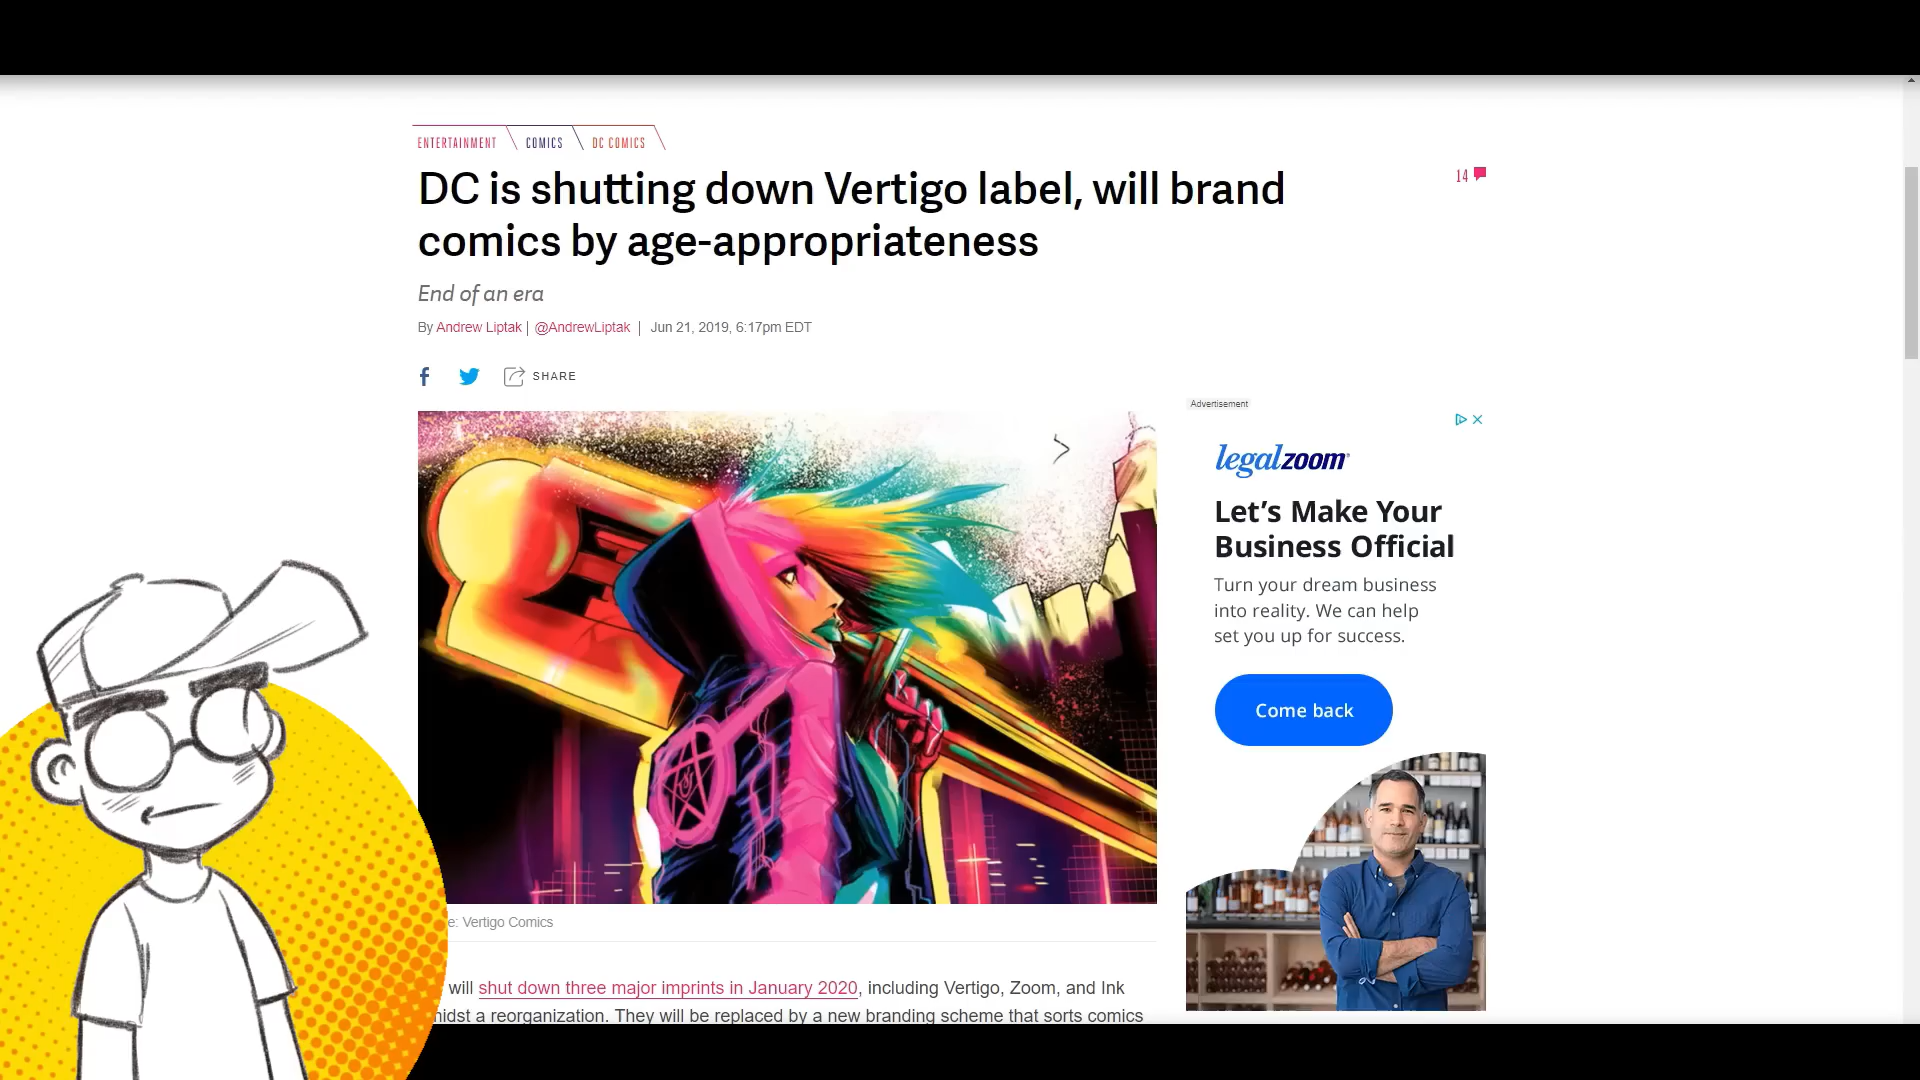 ENTERTAINMENT COMICS DC COMICS
DC is shutting down Vertigo label, will brand
comics by age-appropriateness
14
End of an era
By Andrew Liptak | @AndrewLiptak | Jun 21, 2019, 6:17pm EDT
SHARE
Advertisement
legalzoom
Let's Make Your
Business Official
Turn your dream business
into reality. We can help
set you up for success.
Come back
e: Vertigo Comics
will shut down three major imprints in January 2020, including Vertigo, Zoom, and Ink
a reorganization. They will be replaced by a new branding scheme that sorts comics